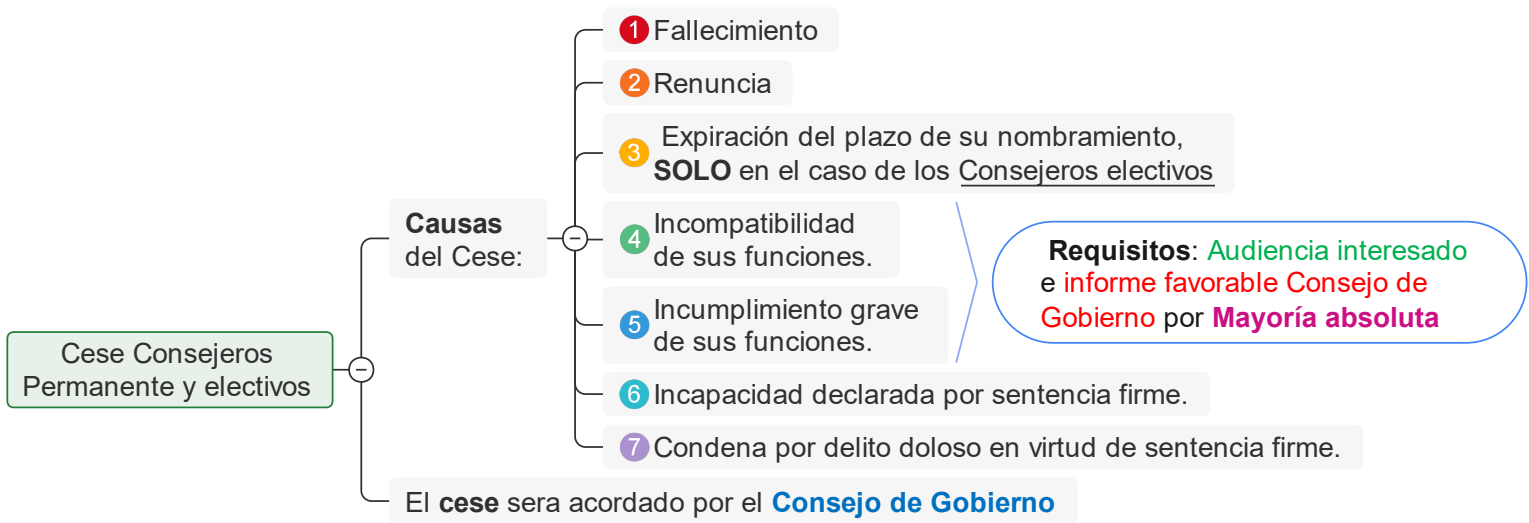 1 Fallecimiento
2 Renuncia
3 Expiración del plazo de su nombramiento,
SOLO en el caso de los Consejeros electivos
Causas
del Cese:
4 Incompatibilidad
de sus funciones.
5 Incumplimiento grave
de sus funciones.
Requisitos: Audiencia interesado
e informe favorable Consejo de
Gobierno por Mayoría absoluta
6 Incapacidad declarada por sentencia firme.
7 Condena por delito doloso en virtud de sentencia firme.
Cese Consejeros
Permanente y electivos
El cese sera acordado por el Consejo de Gobierno